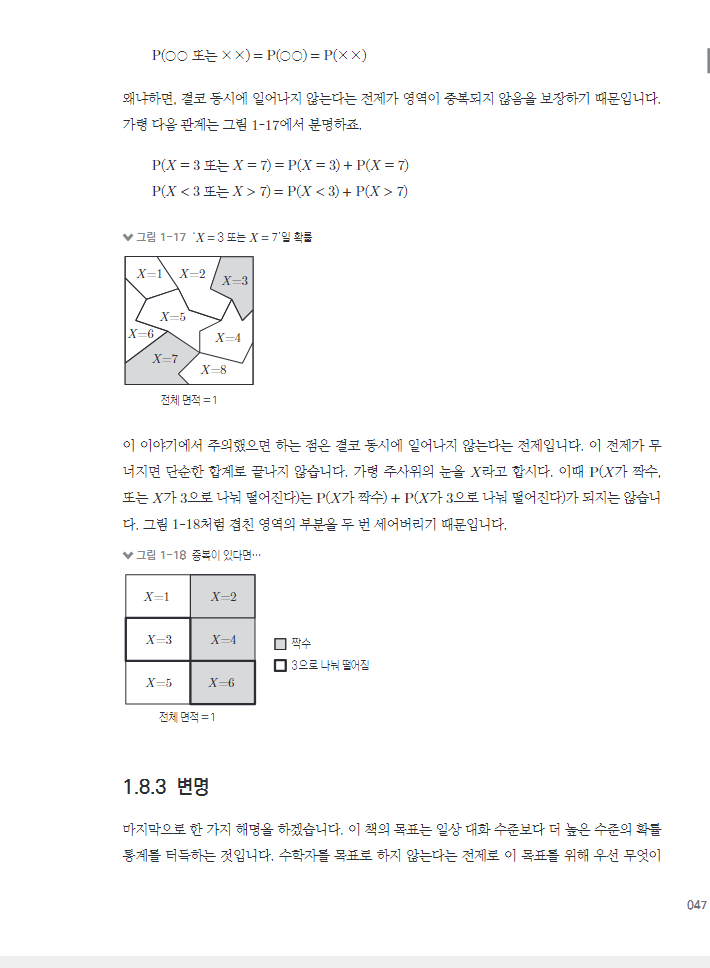 P(○○ 또는 ××) = P(○○) = P(××)
왜냐하면, 결코 동시에 일어나지 않는다는 전제가 영역이 중복되지 않음을 보장하기 때문입니다.
가령 다음 관계는 그림 1-17에서 분명하죠.
P(X = 3 또는 X = 7) = P(X = 3) + P(X = 7)
P(X < 3 또는 X > 7) = P(X < 3) + P(X > 7)
그림 1-17 'X = 3 또는 X = 7'일 확률
X=1
X=2
X=3
X=5
X=6
X=4
X=7
X=8
전체 면적 = 1
이 이야기에서 주의했으면 하는 점은 결코 동시에 일어나지 않는다는 전제입니다. 이 전제가 무
너지면 단순한 합계로 끝나지 않습니다. 가령 주사위의 눈을 X라고 합시다. 이때 P(X가 짝수,
또는 X가 3으로 나눠 떨어진다)는 P(X가 짝수) + P(X가 3으로 나눠 떨어진다)가 되지는 않습니
다. 그림 1-18처럼 겹친 영역의 부분을 두 번 세어버리기 때문입니다.
그림 1-18 중복이 있다면…
X=1
X=2
X=3
X=4
X=5
X=6
짝수
3으로 나눠 떨어짐
전체 면적 = 1
1.8.3 변명
마지막으로 한 가지 해명을 하겠습니다. 이 책의 목표는 일상 대화 수준보다 더 높은 수준의 확률
통계를 터득하는 것입니다. 수학자를 목표로 하지 않는다는 전제로 이 목표를 위해 우선 무엇이
047